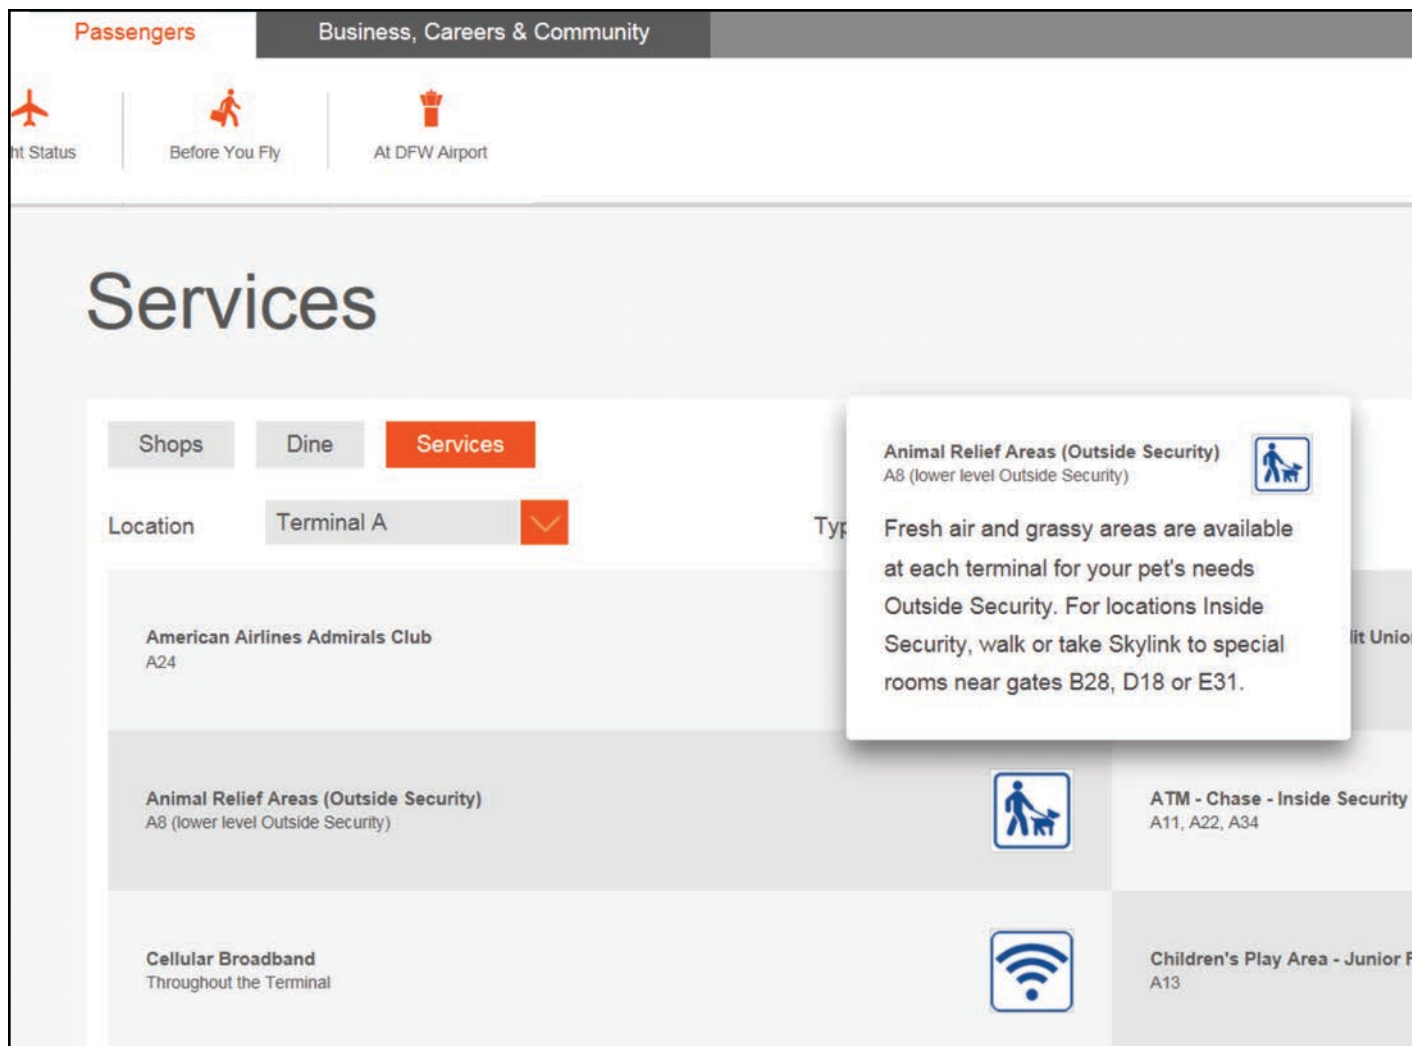 Passengers
Business, Careers & Community
ht Status
Before You Fly
At DFW Airport
Services
Shops
Dine
Services
Location
Terminal A
Typ
Animal Relief Areas (Outside Security)
A8 (lower level Outside Security)
Fresh air and grassy areas are available
at each terminal for your pet's needs
Outside Security. For locations Inside
Security, walk or take Skylink to special
rooms near gates B28, D18 or E31.
American Airlines Admirals Club
A24
lit Union
Animal Relief Areas (Outside Security)
A8 (lower level Outside Security)
ATM - Chase - Inside Security
A11, A22, A34
Cellular Broadband
Throughout the Terminal
Children's Play Area - Junior F
A13